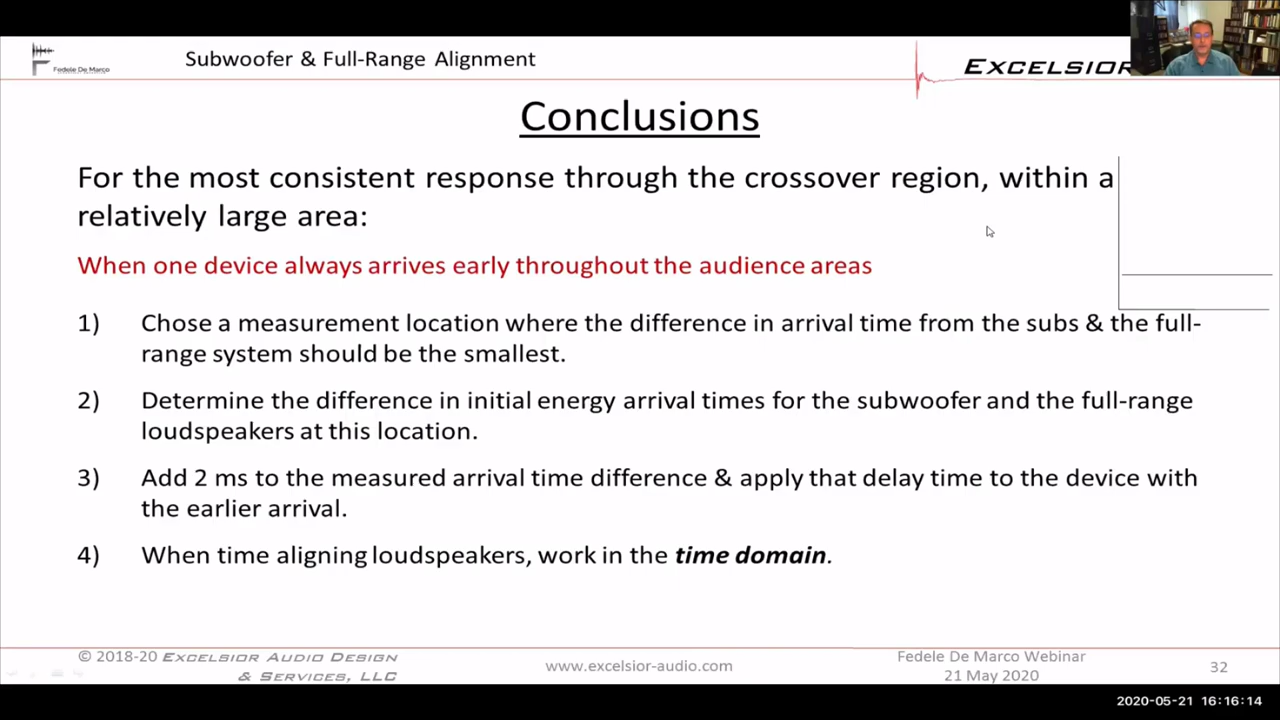 Fedele De Marco
Subwoofer & Full-Range Alignment
EXCELSIOR
Conclusions
For the most consistent response through the crossover region, within a
relatively large area:
When one device always arrives early throughout the audience areas
1) Chose a measurement location where the difference in arrival time from the subs & the full-
range system should be the smallest.
2) Determine the difference in initial energy arrival times for the subwoofer and the full-range
loudspeakers at this location.
3) Add 2 ms to the measured arrival time difference & apply that delay time to the device with
the earlier arrival.
4) When time aligning loudspeakers, work in the time domain.
© 2018-20 EXCELSIOR AUDIO DESIGN
& SERVICES, LLC
www.excelsior-audio.com
Fedele De Marco Webinar
21 May 2020
32
2020-05-21 16:16:14